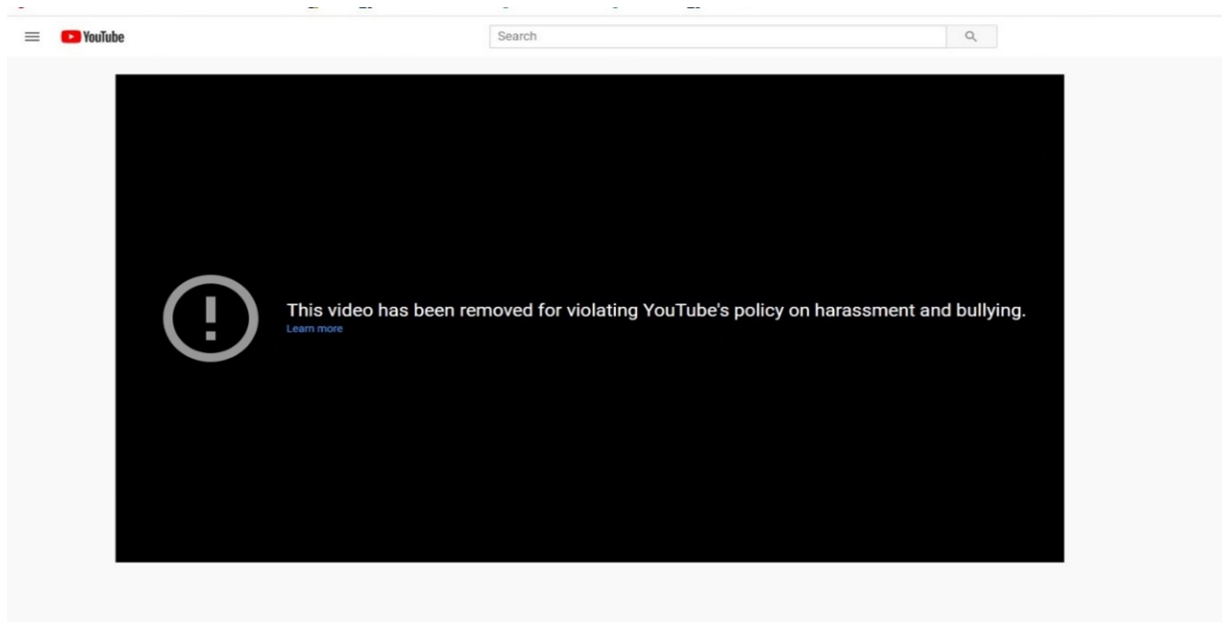 YouTube
Search
This video has been removed for violating YouTube's policy on harassment and bullying.
Learn more